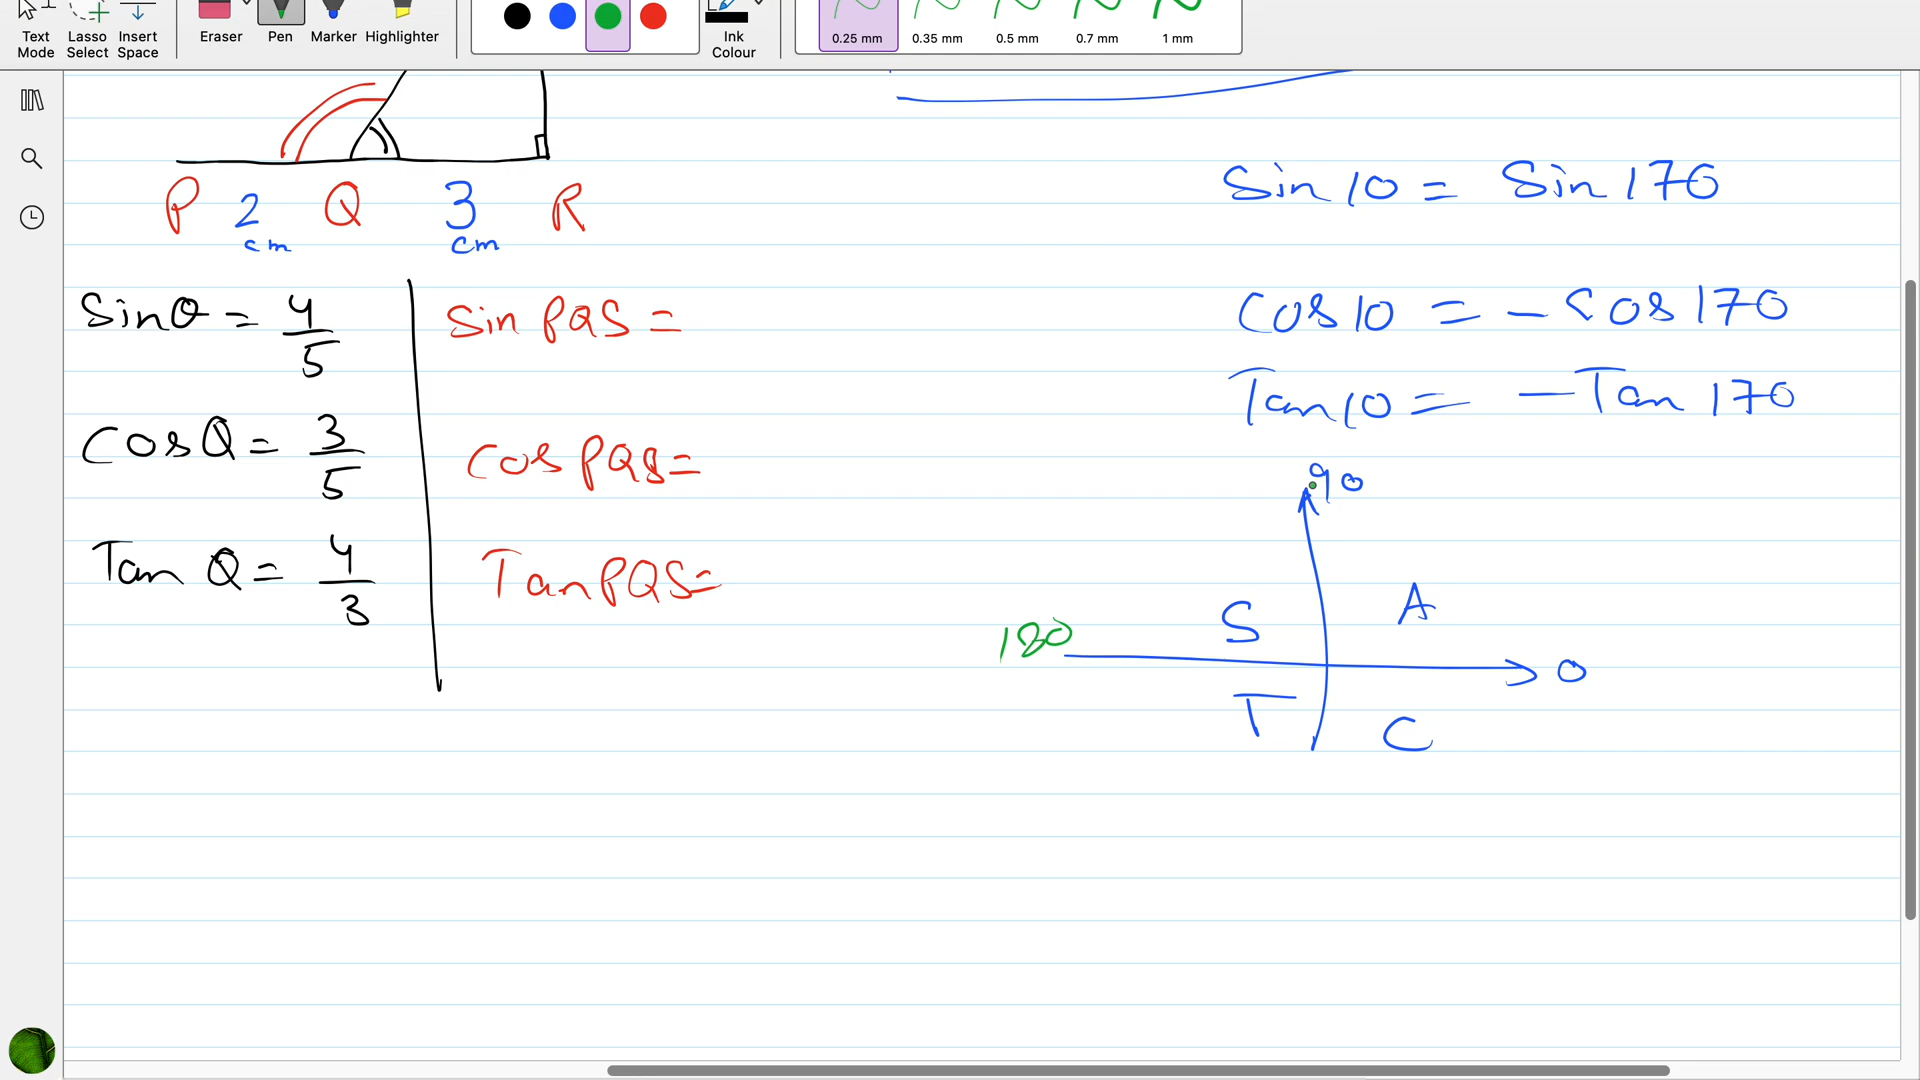 Text Mode
Lasso Select
Insert Space
Eraser
Pen
Marker
Highlighter
Ink Colour
0.25 mm
0.35 mm
0.5 mm
0.7 mm
1 mm
P 2 cm Q 3 cm R
Sinθ = 4/5
CosQ = 3/5
Tan Q = 4/3
Sin PQS =
Cos PQS =
Tan PQS =
Sin 10 = Sin 170
Cos 10 = - Cos 170
Tan 10 = - Tan 170
90
S A
180 0
T C